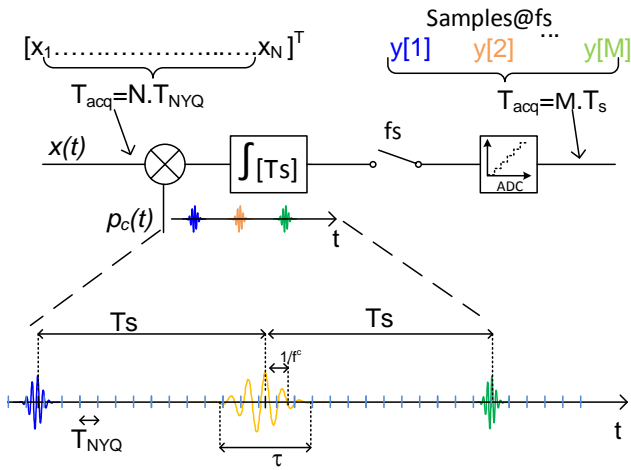 Samples@fs
[x1…………………….xN]T
y[1] y[2] ... y[M]
Tacq=N.TNYQ
Tacq=M.Ts
x(t)
∫[Ts]
fs
ADC
pc(t)
t
Ts
Ts
1/fc
TNYQ
τ
t